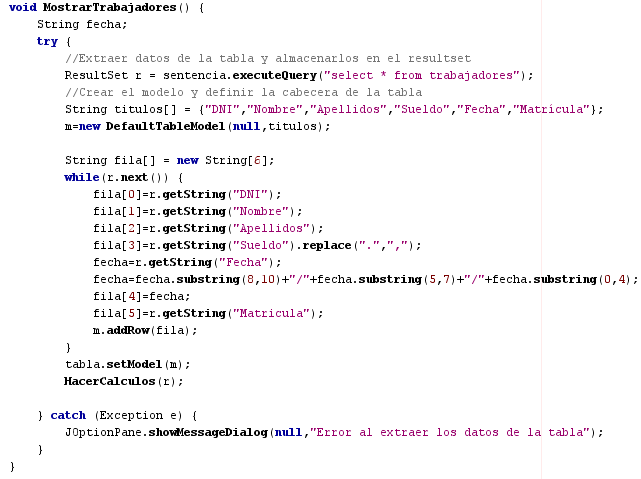 void MostrarTrabajadores() {
String fecha;
try {
//Extraer datos de la tabla y almacenarlos en el resultset
ResultSet r = sentencia.executeQuery("select * from trabajadores");
//Crear el modelo y definir la cabecera de la tabla
String titulos[] = {"DNI","Nombre","Apellidos","Sueldo","Fecha","Matrícula"};
m=new DefaultTableModel(null,titulos);
String fila[] = new String[6];
while(r.next()) {
fila[0]=r.getString("DNI");
fila[1]=r.getString("Nombre");
fila[2]=r.getString("Apellidos");
fila[3]=r.getString("Sueldo").replace(".",",");
fecha=r.getString("Fecha");
fecha=fecha.substring(8,10)+"/"+fecha.substring(5,7)+"/"+fecha.substring(0,4);
fila[4]=fecha;
fila[5]=r.getString("Matricula");
m.addRow(fila);
}
tabla.setModel(m);
HacerCalculos(r);
} catch (Exception e) {
JOptionPane.showMessageDialog(null,"Error al extraer los datos de la tabla");
}
}